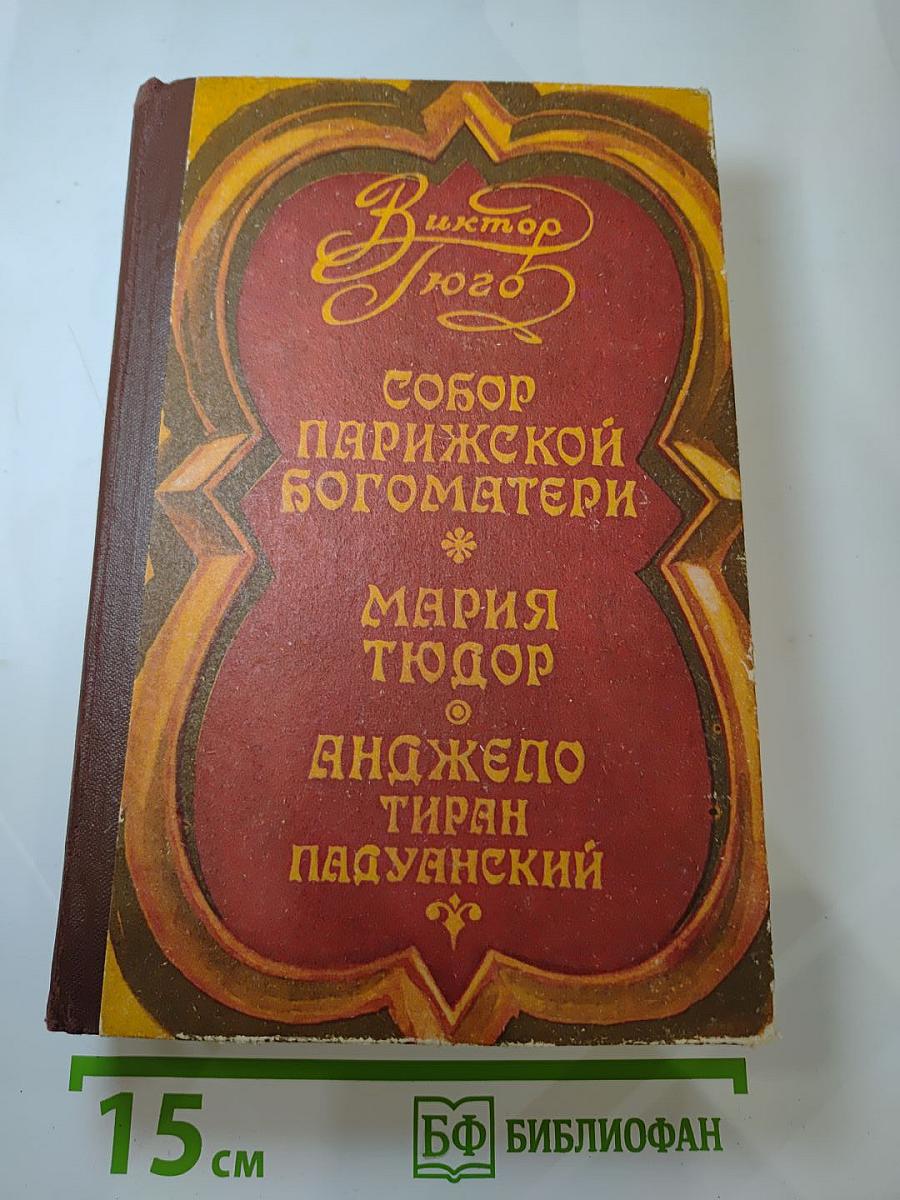 Виктор
Гюго
СОБОР
ПАРИЖСКОЙ
БОГОМАТЕРИ
МАРИЯ
ТЮДОР
АНДЖЕЛО
ТИРАН
ПАДУАНСКИЙ
15 см
БФ БИБЛИОФАН